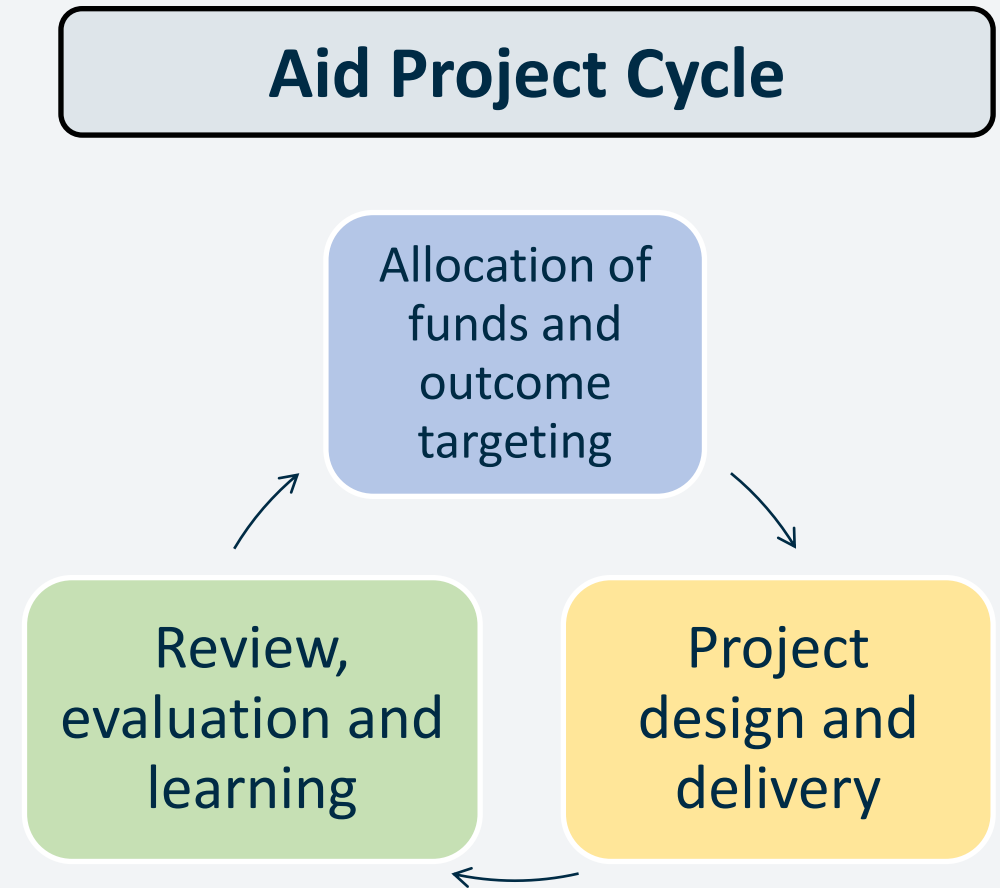 Aid Project Cycle
Allocation of
funds and
outcome
targeting
Review,
evaluation and
learning
Project
design and
delivery